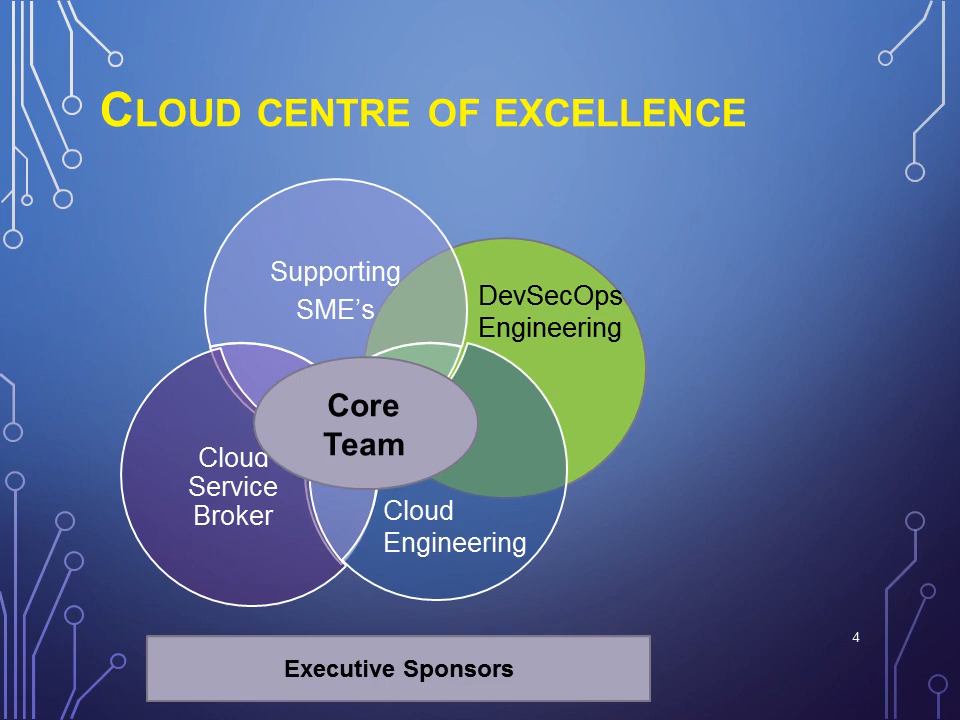 CLOUD CENTRE OF EXCELLENCE
Supporting
SME’s
DevSecOps
Engineering
Core
Team
Cloud
Service
Broker
Cloud
Engineering
Executive Sponsors
4